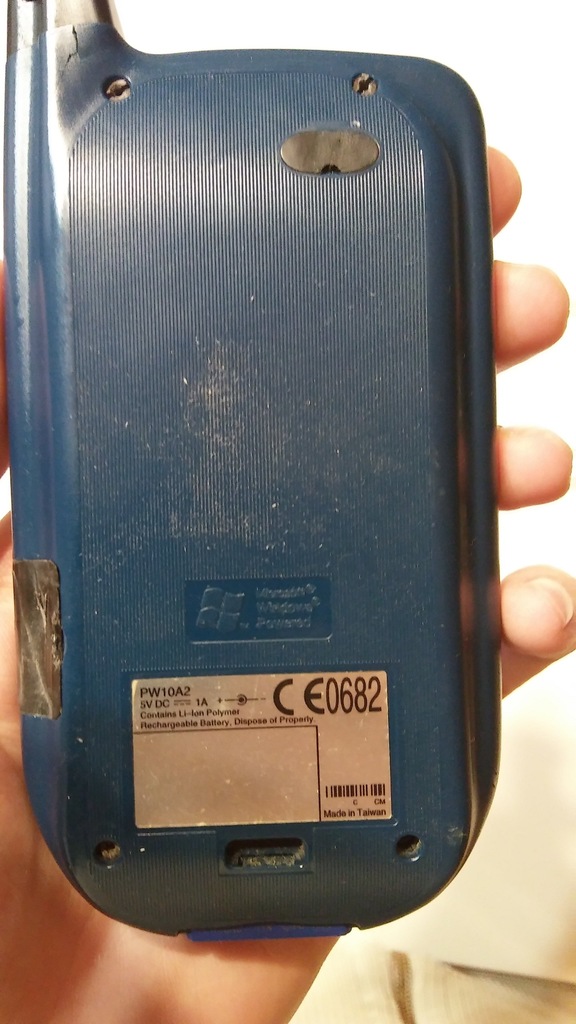 Microsoft®
Windows®
Powered
PW10A2
5V DC 1A + -
CE0682
Contains Li-Ion Polymer
Rechargeable Battery, Dispose of Properly.
C CM
Made in Taiwan